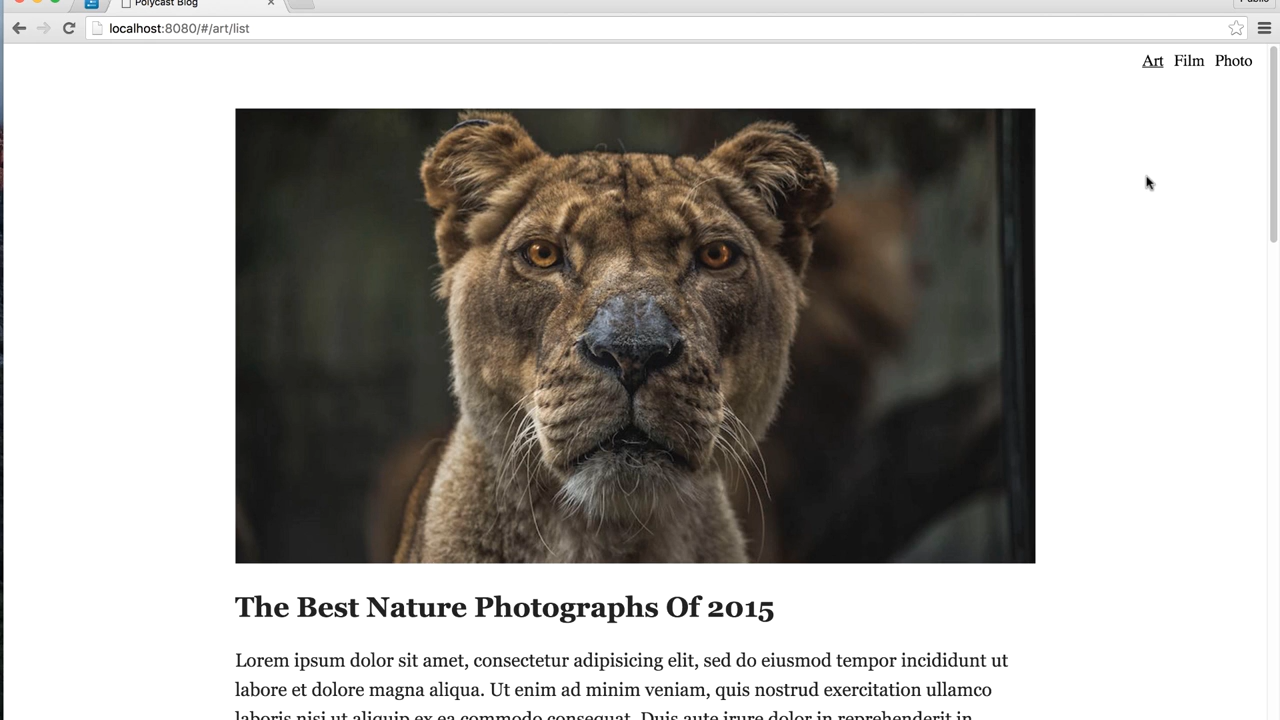 Polycast Blog
localhost:8080/#/art/list
Art Film Photo
The Best Nature Photographs Of 2015
Lorem ipsum dolor sit amet, consectetur adipisicing elit, sed do eiusmod tempor incididunt ut
labore et dolore magna aliqua. Ut enim ad minim veniam, quis nostrud exercitation ullamco
laboris nisi ut aliquip ex ea commodo consequat. Duis aute irure dolor in reprehenderit in